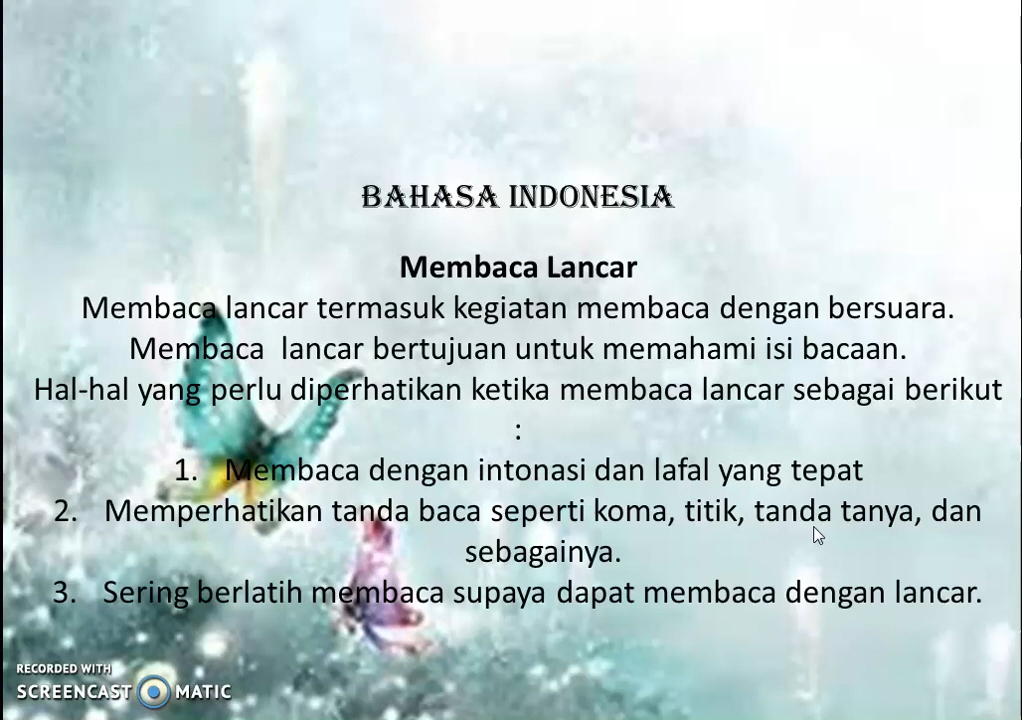 BAHASA INDONESIA
Membaca Lancar
Membaca lancar termasuk kegiatan membaca dengan bersuara.
Membaca  lancar bertujuan untuk memahami isi bacaan.
Hal-hal yang perlu diperhatikan ketika membaca lancar sebagai berikut
:
1. Membaca dengan intonasi dan lafal yang tepat
2. Memperhatikan tanda baca seperti koma, titik, tanda tanya, dan
sebagainya.
3. Sering berlatih membaca supaya dapat membaca dengan lancar.
RECORDED WITH
SCREENCAST MATIC